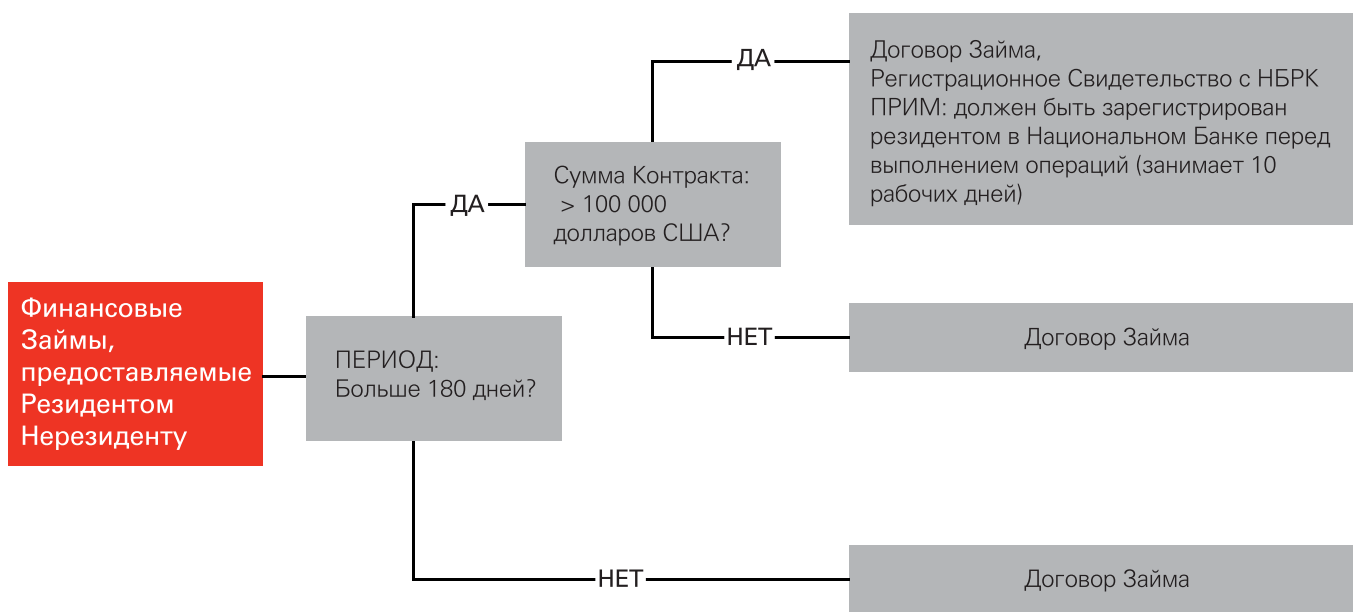 Финансовые
Займы,
предоставляемые
Резидентом
Нерезиденту
ПЕРИОД:
Больше 180 дней?
ДА
Сумма Контракта:
> 100 000
долларов США?
ДА
Договор Займа,
Регистрационное Свидетельство с НБРК
ПРИМ: должен быть зарегистрирован
резидентом в Национальном Банке перед
выполнением операций (занимает 10
рабочих дней)
НЕТ
Договор Займа
НЕТ
Договор Займа